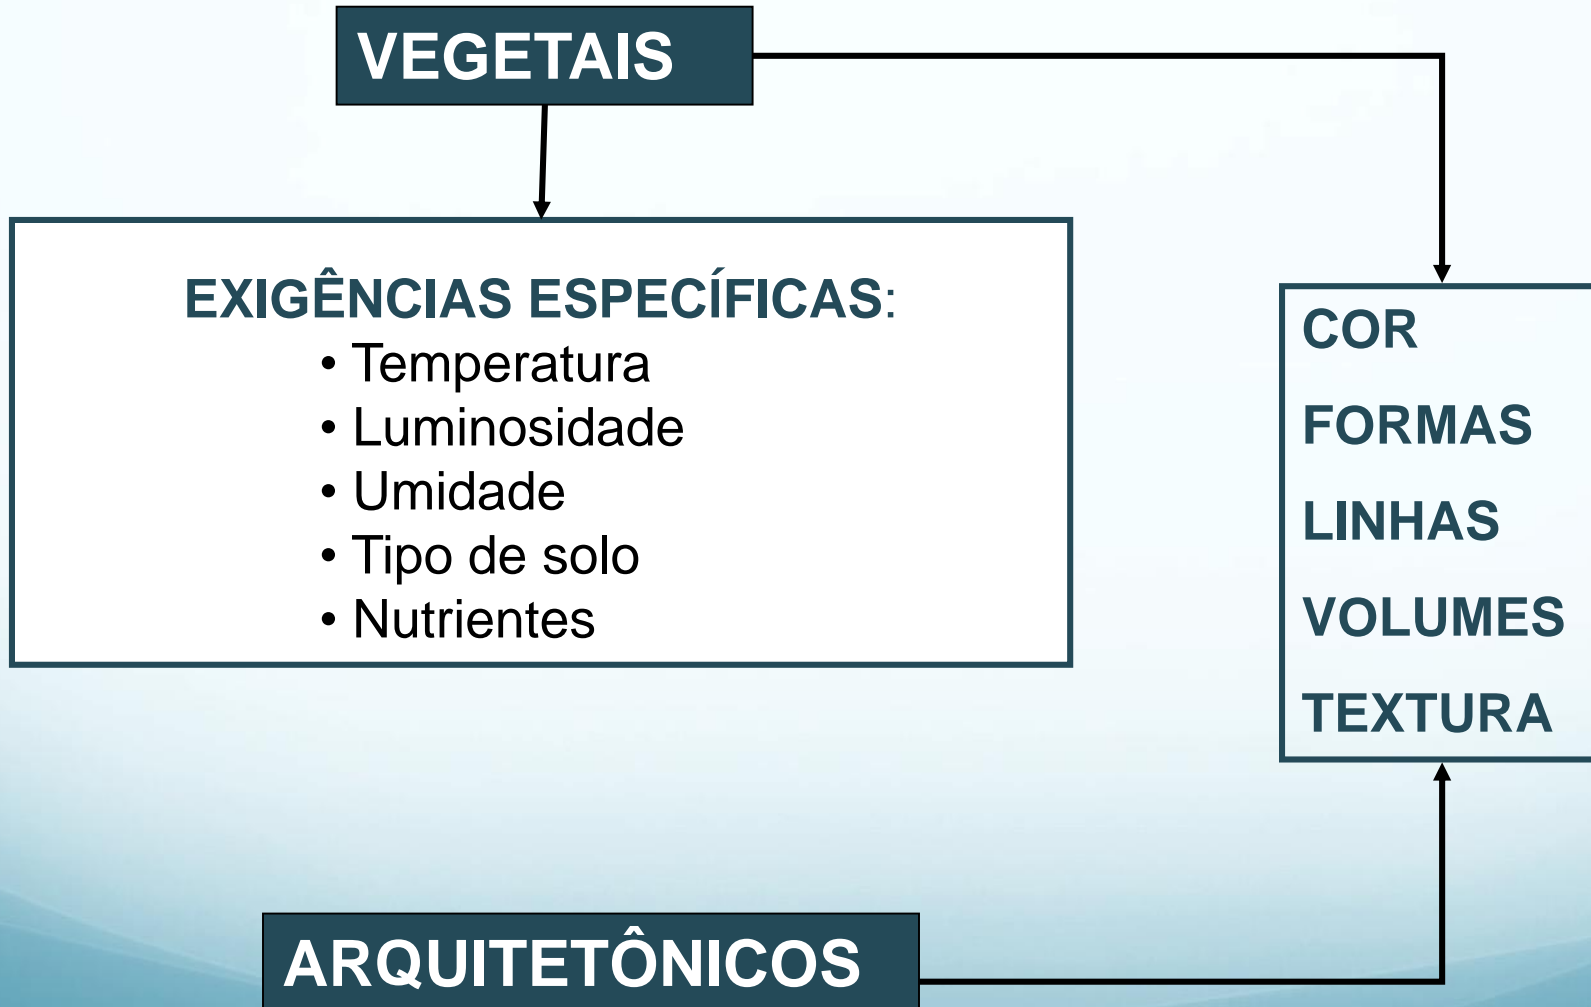 VEGETAIS
EXIGÊNCIAS ESPECÍFICAS:
• Temperatura
• Luminosidade
• Umidade
• Tipo de solo
• Nutrientes
COR
FORMAS
LINHAS
VOLUMES
TEXTURA
ARQUITETÔNICOS